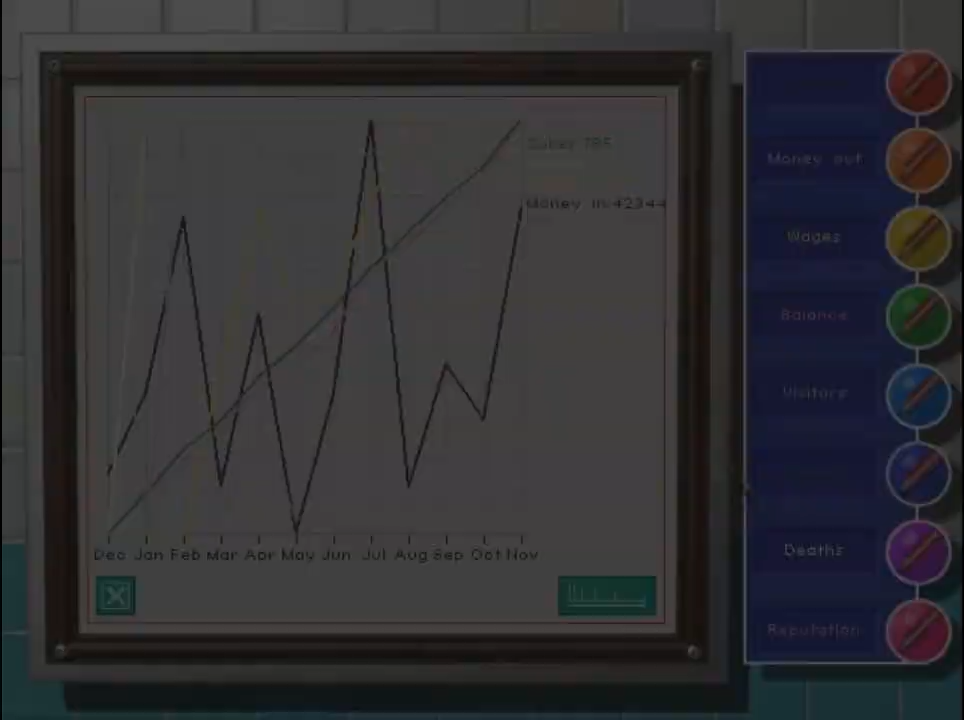 Cures 785
Money in 42344
Dec Jan Feb Mar Apr May Jun Jul Aug Sep Oct Nov
Money out
Wages
Balance
Visitors
Deaths
Reputation